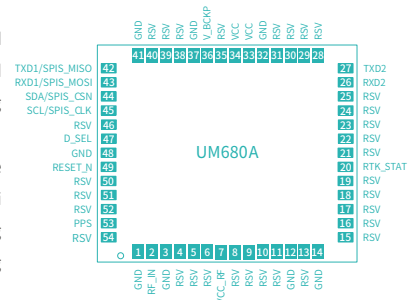 GND RSV RSV RSV GND V_BCKP RSV VCC VCC GND RSV RSV RSV RSV
41 40 39 38 37 36 35 34 33 32 31 30 29 28
TXD1/SPIS_MISO 42 27 TXD2
RXD1/SPIS_MOSI 43 26 RXD2
SDA/SPIS_CSN 44 25 RSV
SCL/SPIS_CLK 45 24 RSV
RSV 46 23 RSV
D_SEL 47 22 RSV
GND 48 21 RSV
UM680A
RESET_N 49 20 RTK_STAT
RSV 50 19 RSV
RSV 51 18 RSV
RSV 52 17 RSV
PPS 53 16 RSV
RSV 54 15 RSV
1 2 3 4 5 6 7 8 9 10 11 12 13 14
GND RF_IN GND RSV RSV RSV VCC_RF RSV RSV RSV RSV GND RSV GND